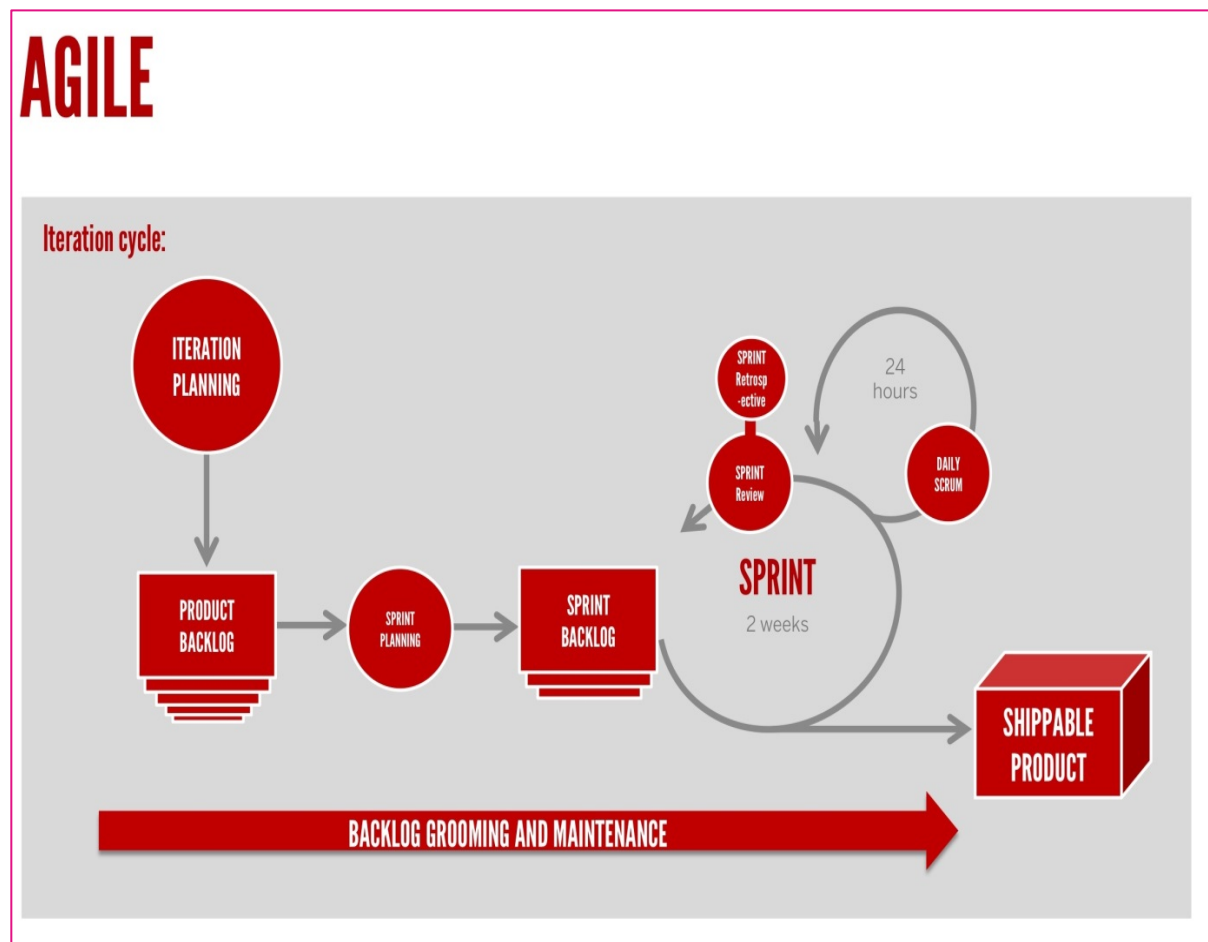 AGILE
Iteration cycle:
ITERATION
PLANNING
SPRINT
Retrosp
-ective
24
hours
SPRINT
Review
DAILY
SCRUM
SPRINT
2 weeks
PRODUCT
BACKLOG
SPRINT
PLANNING
SPRINT
BACKLOG
SHIPPABLE
PRODUCT
BACKLOG GROOMING AND MAINTENANCE